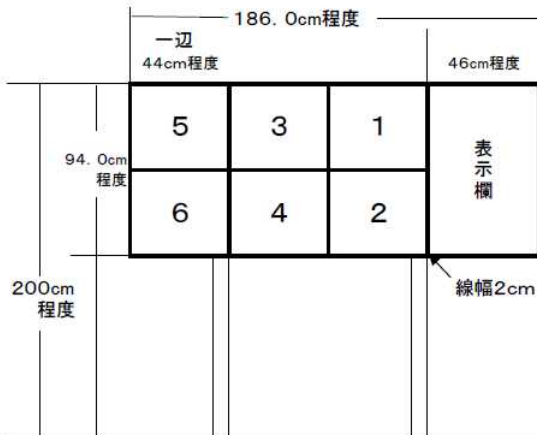 186. 0cm程度
一辺
44cm程度
46cm程度
5
3
1
表示欄
94. 0cm
程度
6
4
2
200cm
程度
線幅2cm